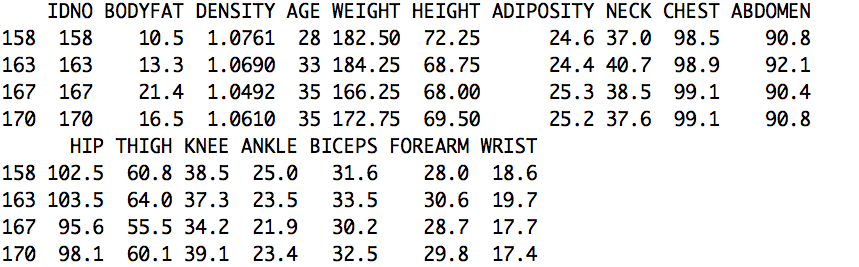 IDNO BODYFAT DENSITY AGE WEIGHT HEIGHT ADIPOSITY NECK CHEST ABDOMEN
158 158 10.5 1.0761 28 182.50 72.25 24.6 37.0 98.5 90.8
163 163 13.3 1.0690 33 184.25 68.75 24.4 40.7 98.9 92.1
167 167 21.4 1.0492 35 166.25 68.00 25.3 38.5 99.1 90.4
170 170 16.5 1.0610 35 172.75 69.50 25.2 37.6 99.1 90.8
HIP THIGH KNEE ANKLE BICEPS FOREARM WRIST
158 102.5 60.8 38.5 25.0 31.6 28.0 18.6
163 103.5 64.0 37.3 23.5 33.5 30.6 19.7
167 95.6 55.5 34.2 21.9 30.2 28.7 17.7
170 98.1 60.1 39.1 23.4 32.5 29.8 17.4